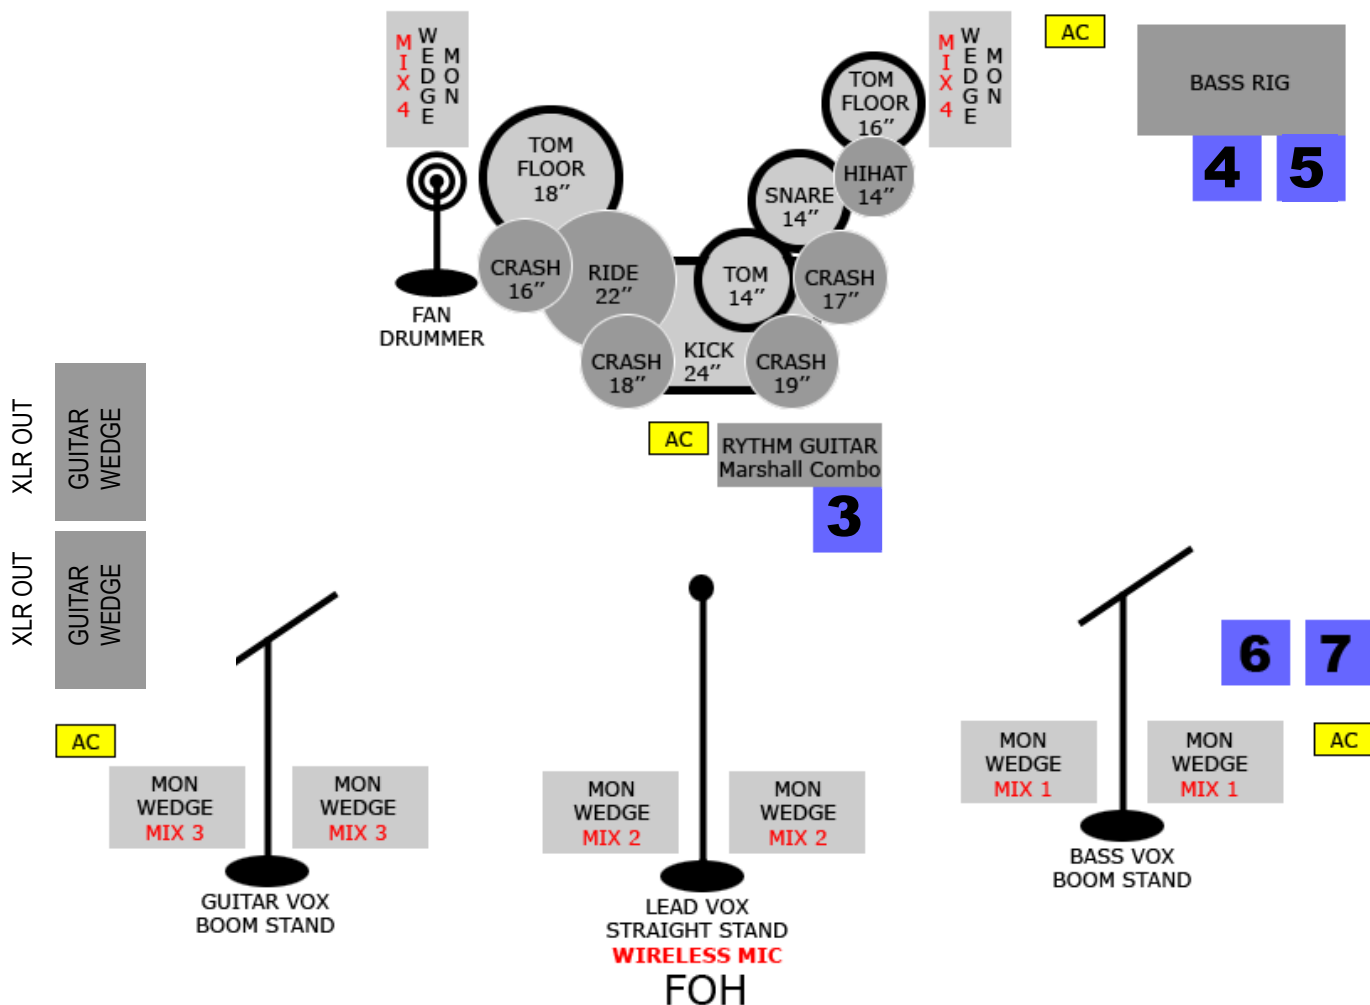 MIX 4
WEDGE
MON
MIX 4
WEDGE
MON
AC
BASS RIG
4
5
TOM
FLOOR
16”
TOM
FLOOR
18”
HIHAT
14”
SNARE
14”
CRASH
16”
RIDE
22”
TOM
14”
CRASH
17”
FAN
DRUMMER
CRASH
18”
KICK
24”
CRASH
19”
XLR OUT
GUITAR
WEDGE
AC
RYTHM GUITAR
Marshall Combo
3
XLR OUT
GUITAR
WEDGE
6
7
AC
MON
WEDGE
MIX 3
MON
WEDGE
MIX 3
MON
WEDGE
MIX 2
MON
WEDGE
MIX 2
MON
WEDGE
MIX 1
MON
WEDGE
MIX 1
AC
GUITAR VOX
BOOM STAND
LEAD VOX
STRAIGHT STAND
WIRELESS MIC
BASS VOX
BOOM STAND
FOH